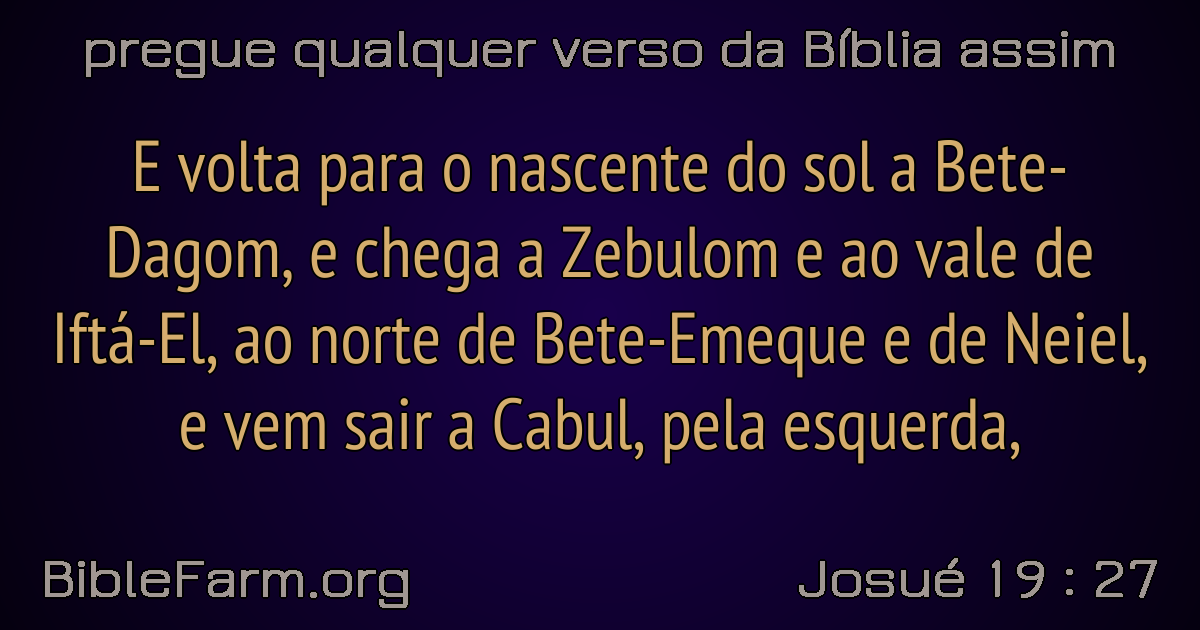 pregue qualquer verso da Bíblia assim
E volta para o nascente do sol a Bete-
Dagom, e chega a Zebulom e ao vale de
Iftá-El, ao norte de Bete-Emeque e de Neiel,
e vem sair a Cabul, pela esquerda,
BibleFarm.org
Josué 19 : 27